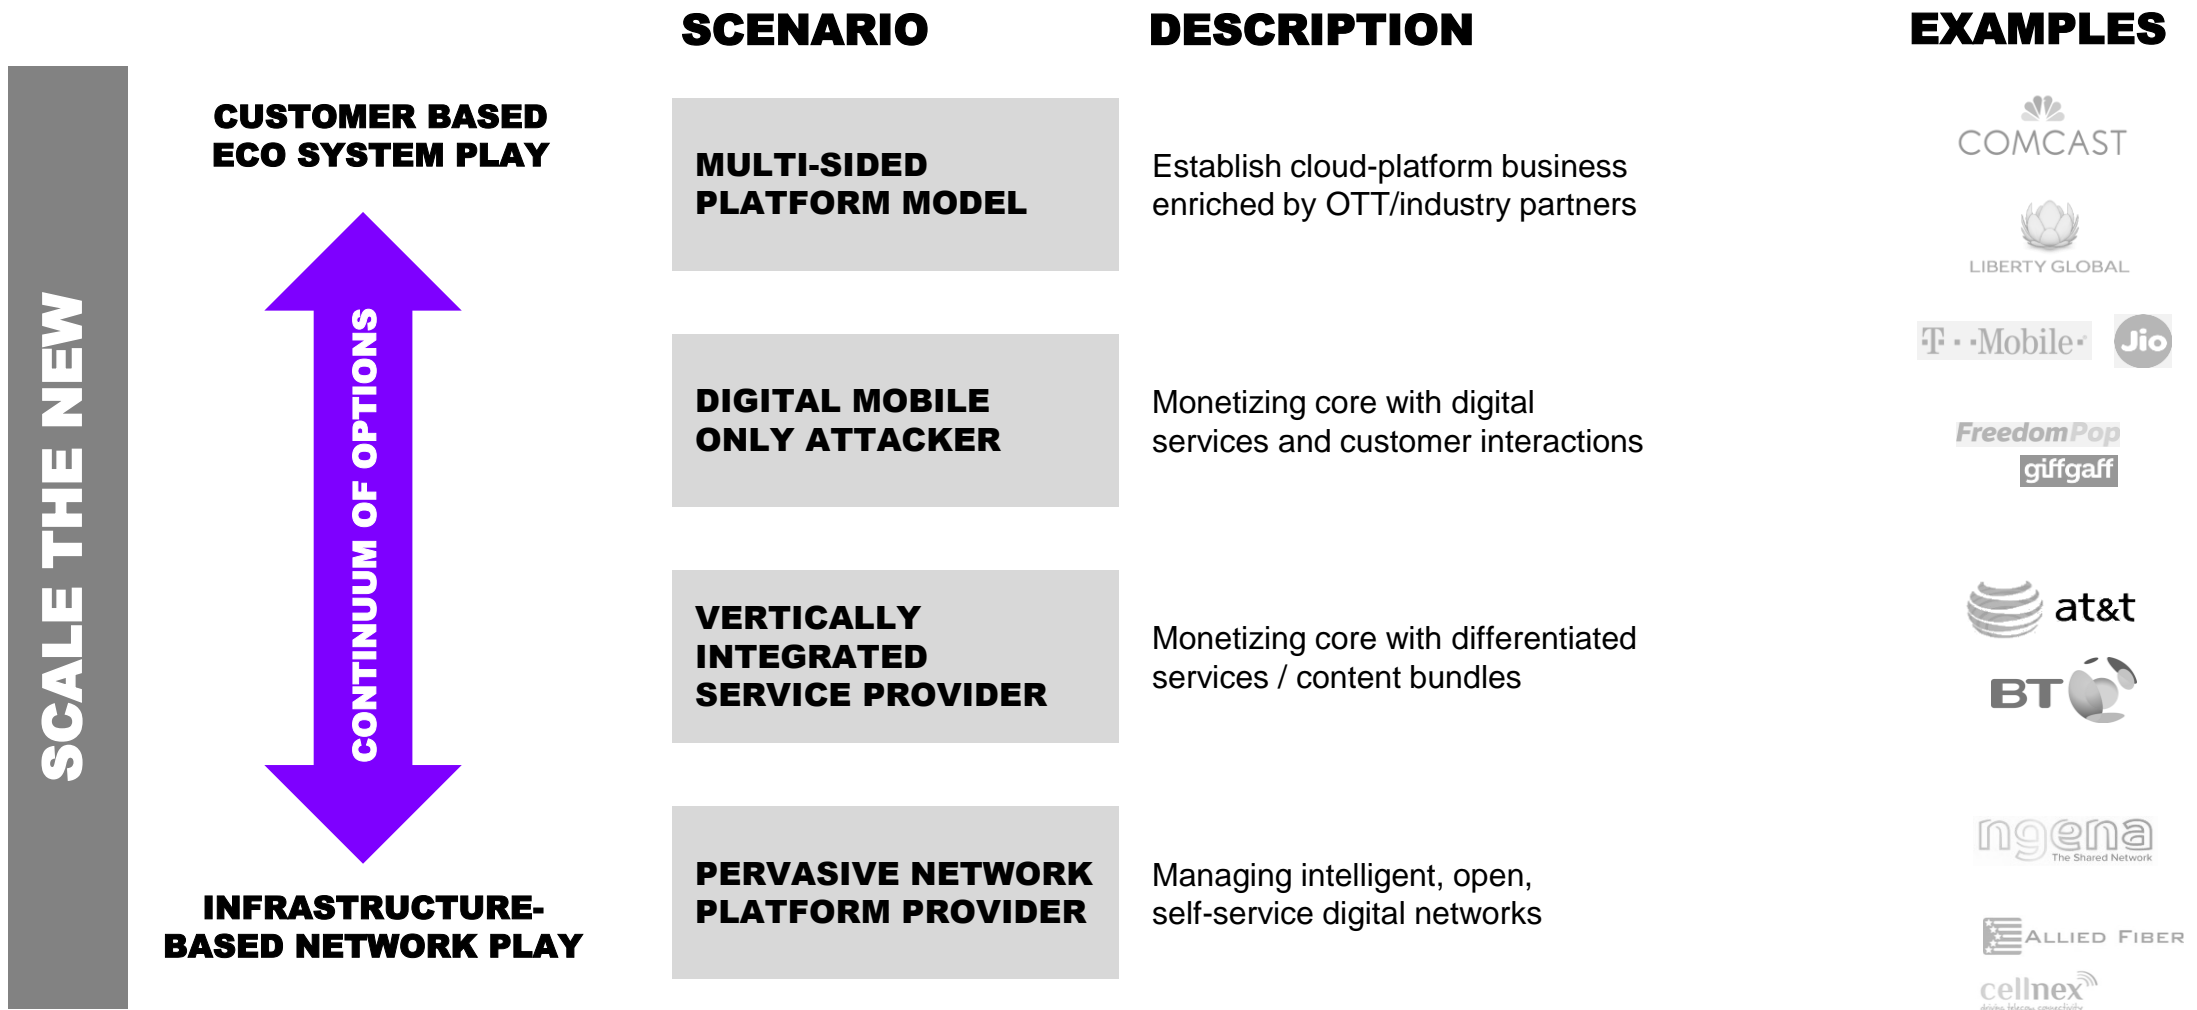 SCENARIO
DESCRIPTION
EXAMPLES
SCALE THE NEW
CUSTOMER BASED
ECO SYSTEM PLAY
CONTINUUM OF OPTIONS
INFRASTRUCTURE-
BASED NETWORK PLAY
MULTI-SIDED
PLATFORM MODEL
Establish cloud-platform business
enriched by OTT/industry partners
COMCAST
LIBERTY GLOBAL
DIGITAL MOBILE
ONLY ATTACKER
Monetizing core with digital
services and customer interactions
T··Mobile·
Jio
FreedomPop
giffgaff
VERTICALLY
INTEGRATED
SERVICE PROVIDER
Monetizing core with differentiated
services / content bundles
at&t
BT
PERVASIVE NETWORK
PLATFORM PROVIDER
Managing intelligent, open,
self-service digital networks
ngena
The Shared Network
ALLIED FIBER
cellnex
driving telecom connectivity